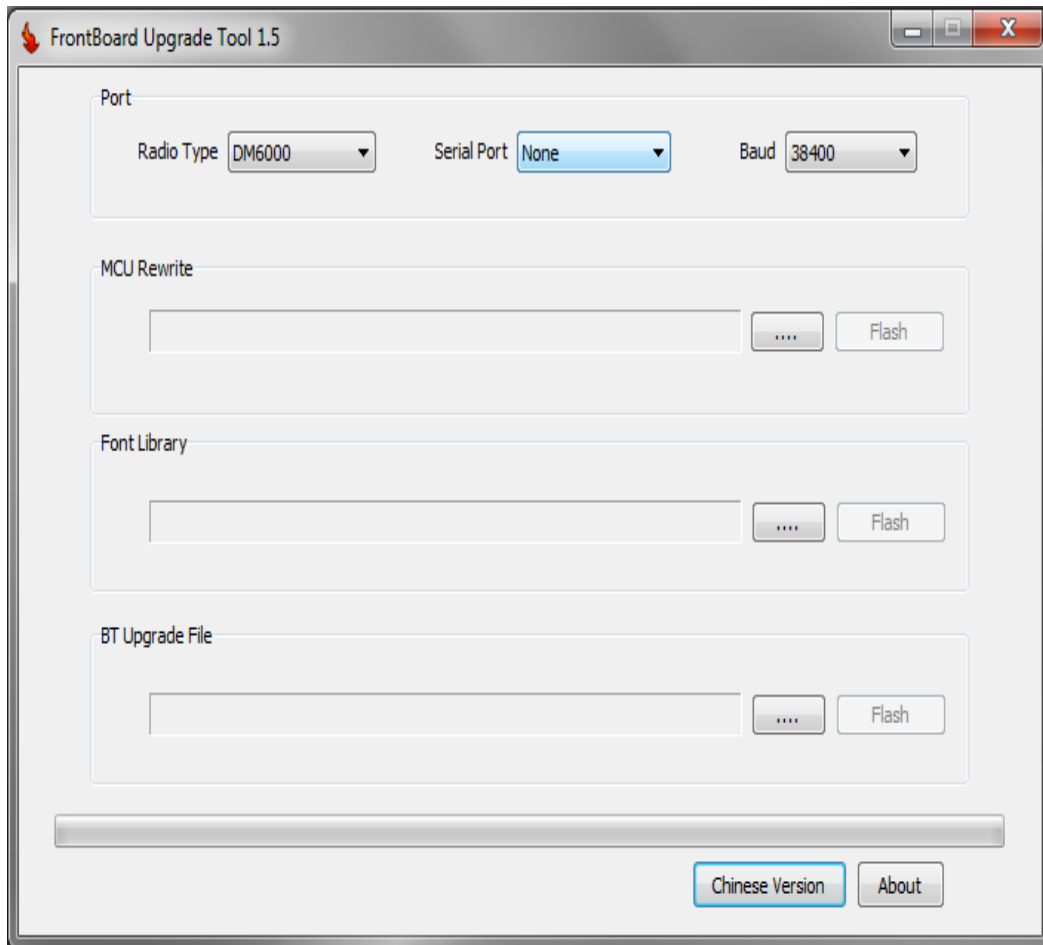 FrontBoard Upgrade Tool 1.5
Port
Radio Type DM6000 Serial Port None Baud 38400
MCU Rewrite
.... Flash
Font Library
.... Flash
BT Upgrade File
.... Flash
Chinese Version About